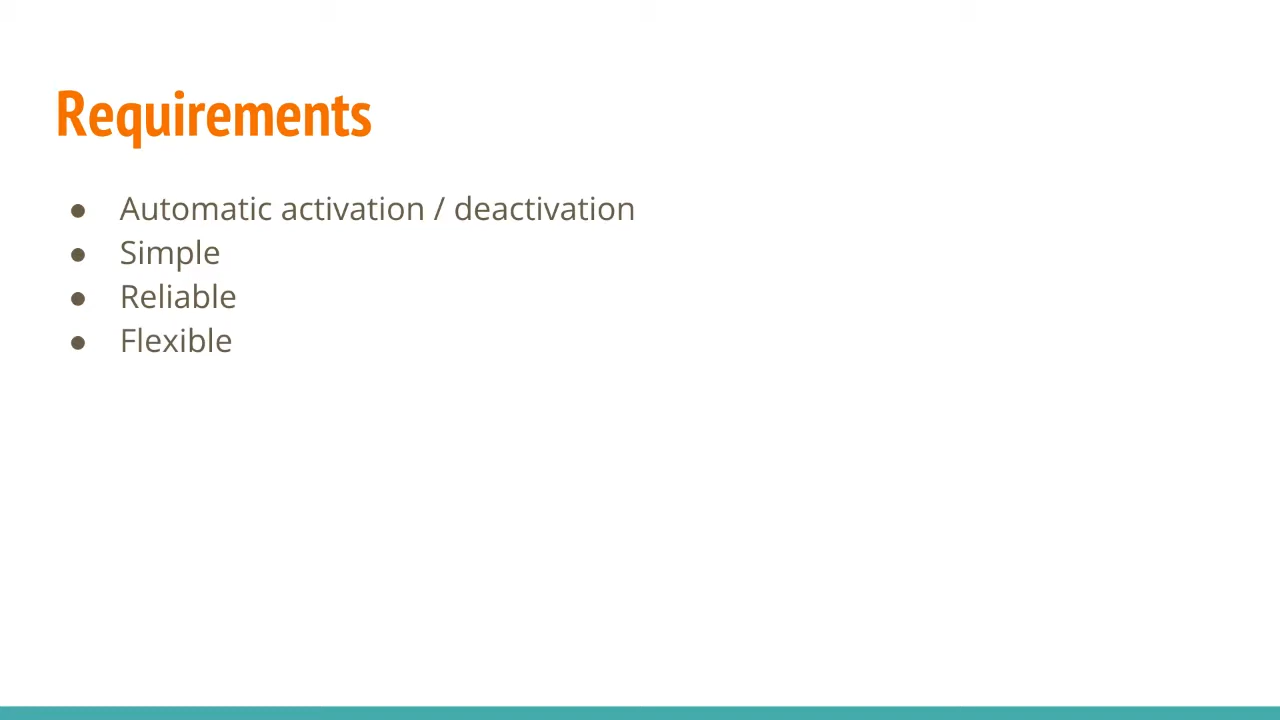 Requirements
● Automatic activation / deactivation
● Simple
● Reliable
● Flexible